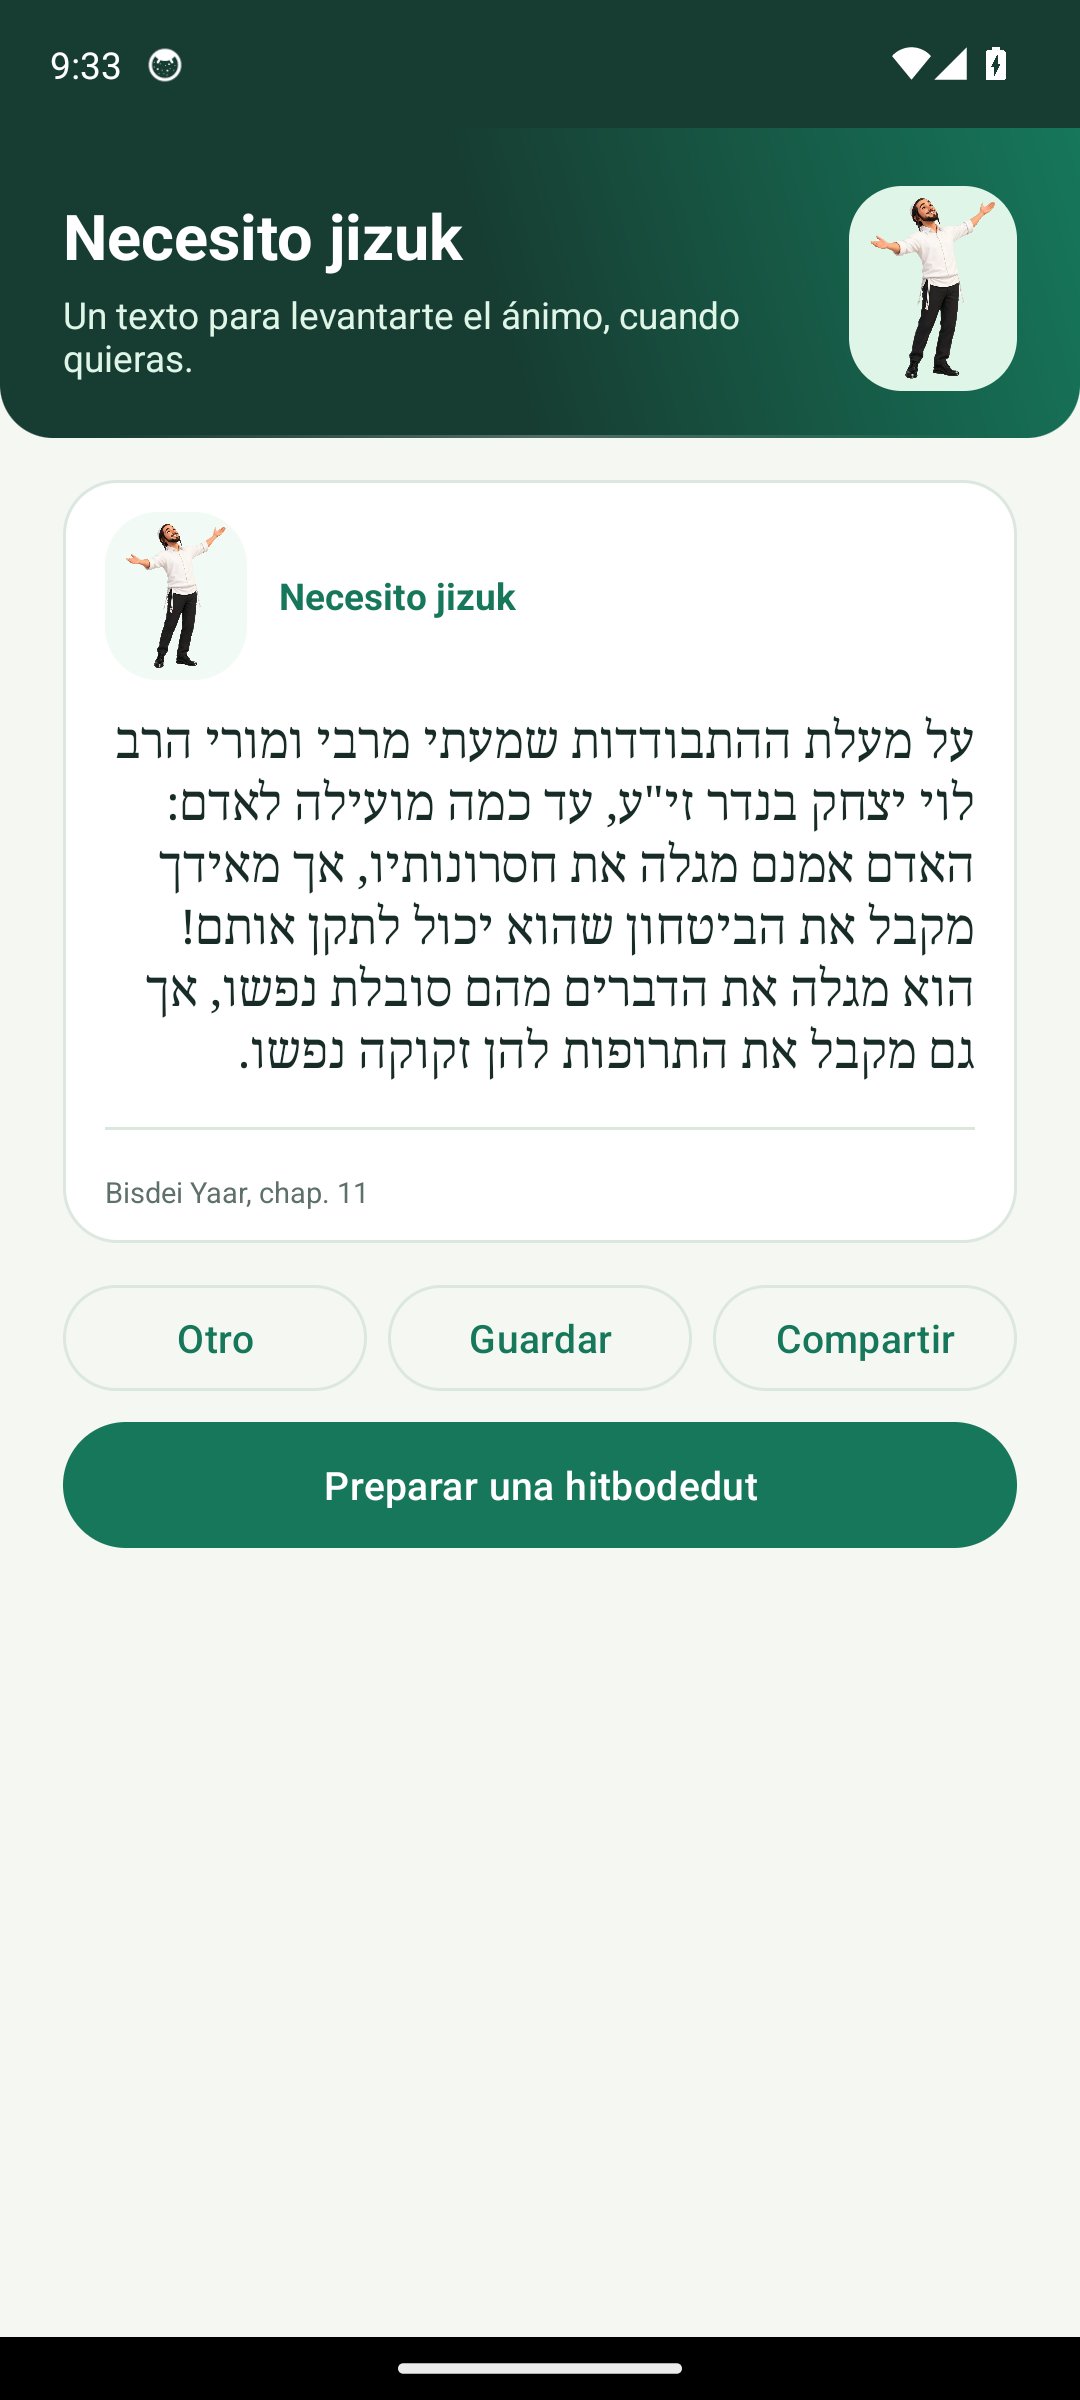 9:33
Necesito jizuk
Un texto para levantarte el ánimo, cuando
quieras.
Necesito jizuk
על מעלת ההתבודדות שמעתי מרבי ומורי הרב
לוי יצחק בנדר זי"ע, עד כמה מועילה לאדם:
האדם אמנם מגלה את חסרונותיו, אך מאידך
מקבל את הביטחון שהוא יכול לתקן אותם!
הוא מגלה את הדברים מהם סובלת נפשו, אך
גם מקבל את התרופות להן זקוקה נפשו.
Bisdei Yaar, chap. 11
Otro
Guardar
Compartir
Preparar una hitbodedut